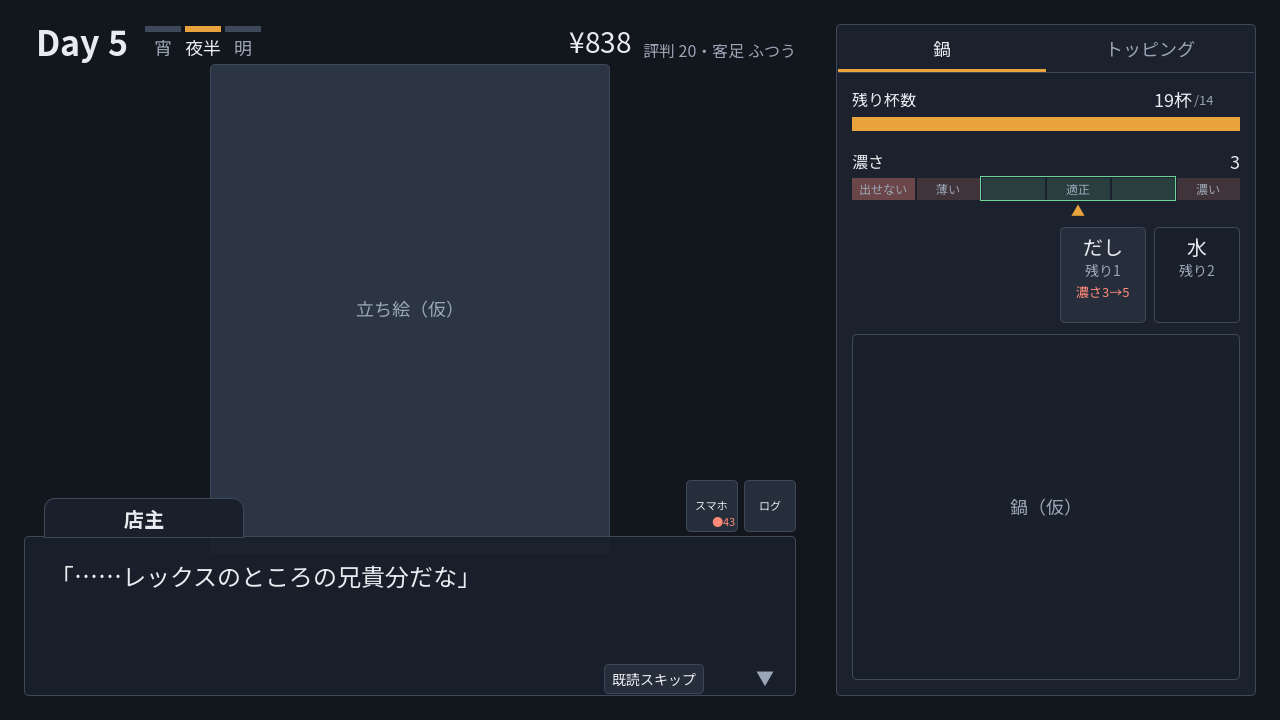 Day 5
宵 夜半 明
¥838
評判 20・客足 ふつう
立ち絵（仮）
スマホ
43
ログ
店主
「……レックスのところの兄貴分だな」
既読スキップ
▼
鍋
トッピング
残り杯数
19杯/14
濃さ
3
出せない
薄い
適正
濃い
だし
残り1
濃さ3→5
水
残り2
鍋（仮）